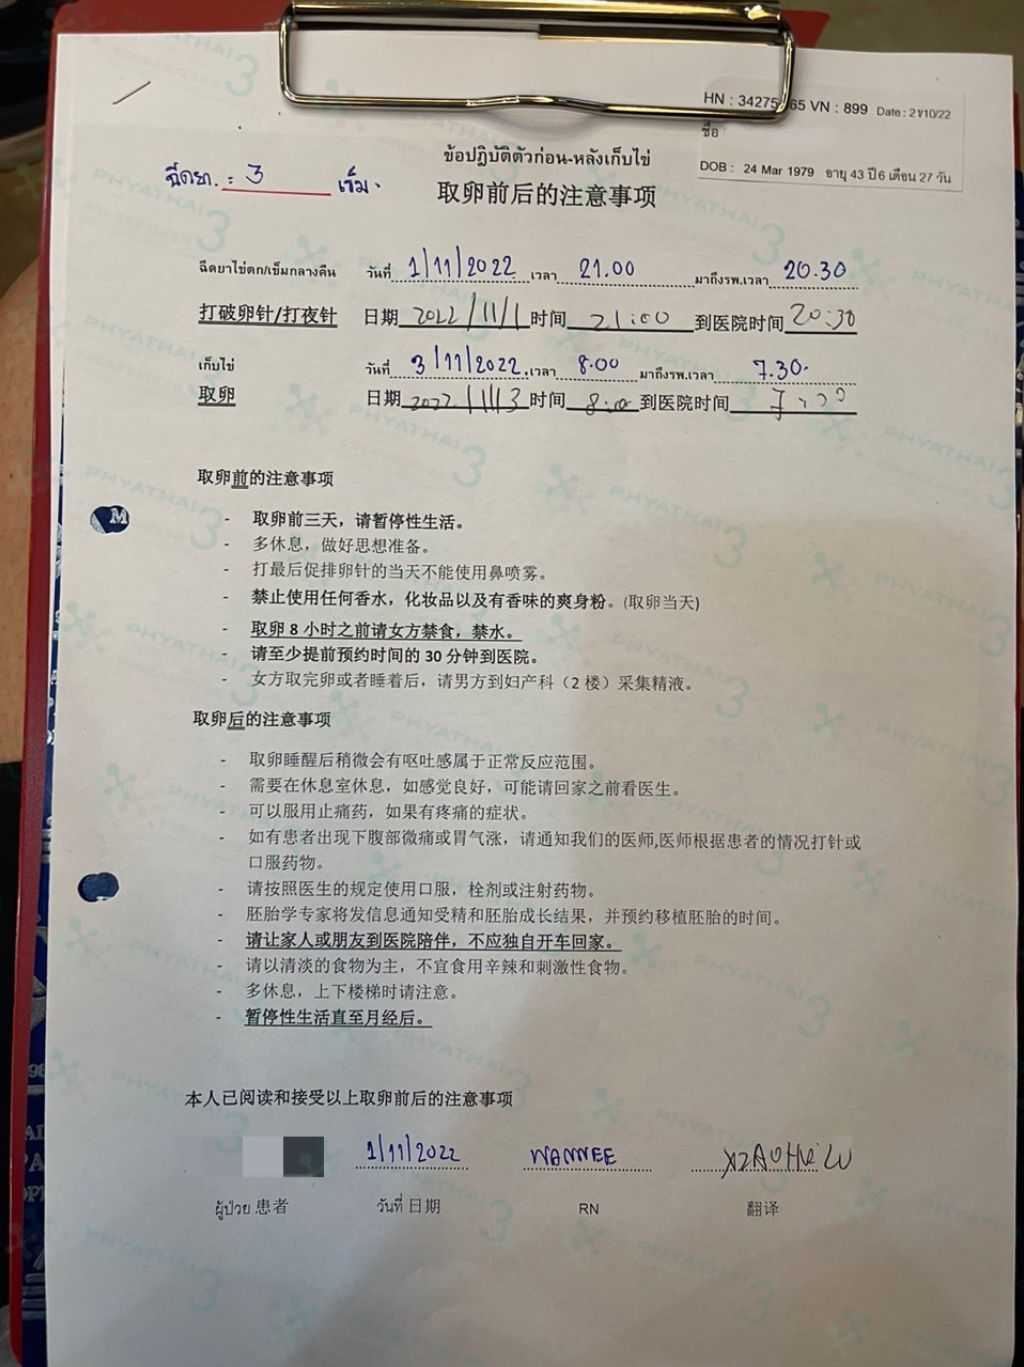 HN : 34275 65 VN : 899 Date : 21/10/22
ชื่อ
DOB : 24 Mar 1979 อายุ 43 ปี 6 เดือน 27 วัน
ข้อปฏิบัติตัวก่อน-หลังเก็บไข่
ฉีดยา. : 3 เข็ม.
取卵前后的注意事项
ฉีดยาไข่ตก/เข็มกลางคืน วันที่ 1/11/2022 เวลา 21.00 มาถึงรพ.เวลา 20.30
打破卵针/打夜针 日期 2022/11/1 时间 21:00 到医院时间 20:30
เก็บไข่ วันที่ 3/11/2022. เวลา 8.00 มาถึงรพ.เวลา 7.30.
取卵 日期 2022/11/3 时间 8:00 到医院时间
取卵前的注意事项
- 取卵前三天，请暂停性生活。
- 多休息，做好思想准备。
- 打最后促排卵针的当天不能使用鼻喷雾。
- 禁止使用任何香水，化妆品以及有香味的爽身粉。(取卵当天)
- 取卵 8 小时之前请女方禁食，禁水。
- 请至少提前预约时间的 30 分钟到医院。
- 女方取完卵或者睡着后，请男方到妇产科（2 楼）采集精液。
取卵后的注意事项
- 取卵睡醒后稍微会有呕吐感属于正常反应范围。
- 需要在休息室休息，如感觉良好，可能请回家之前看医生。
- 可以服用止痛药，如果有疼痛的症状。
- 如有患者出现下腹部微痛或胃气涨，请通知我们的医师,医师根据患者的情况打针或
口服药物。
- 请按照医生的规定使用口服，栓剂或注射药物。
- 胚胎学专家将发信息通知受精和胚胎成长结果，并预约移植胚胎的时间。
- 请让家人或朋友到医院陪伴，不应独自开车回家。
- 请以清淡的食物为主，不宜食用辛辣和刺激性食物。
- 多休息，上下楼梯时请注意。
- 暂停性生活直至月经后。
本人已阅读和接受以上取卵前后的注意事项
1/11/2022 WANNEE
ผู้ป่วย 患者 วันที่ 日期 RN 翻译
PHYATHAI 3
M